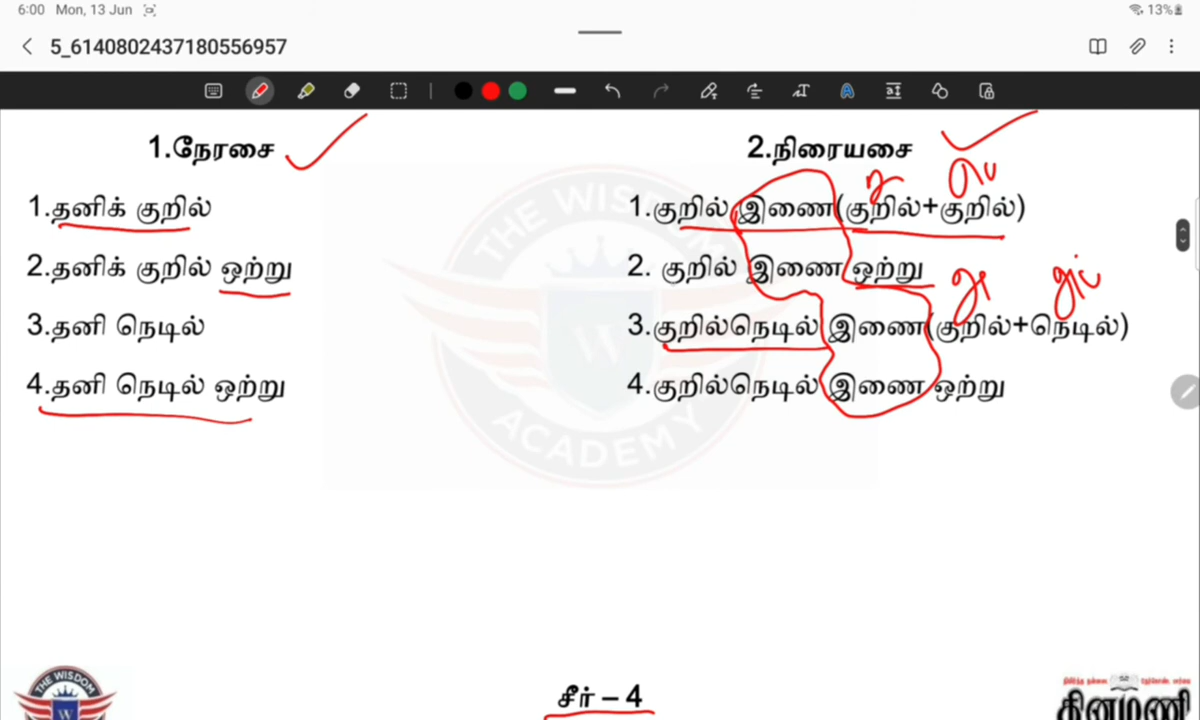 6:00 Mon, 13 Jun 13%
5_6140802437180556957
1.நேரசை 2.நிரையசை
1.தனிக் குறில் 1.குறில் இணை(குறில்+குறில்)
2.தனிக் குறில் ஒற்று 2. குறில் இணை ஒற்று
3.தனி நெடில் 3.குறில்நெடில் இணை(குறில்+நெடில்)
4.தனி நெடில் ஒற்று 4.குறில்நெடில் இணை ஒற்று
THE WISDOM
W
ACADEMY
சீர் – 4
THE WISDOM
W
தினமணி